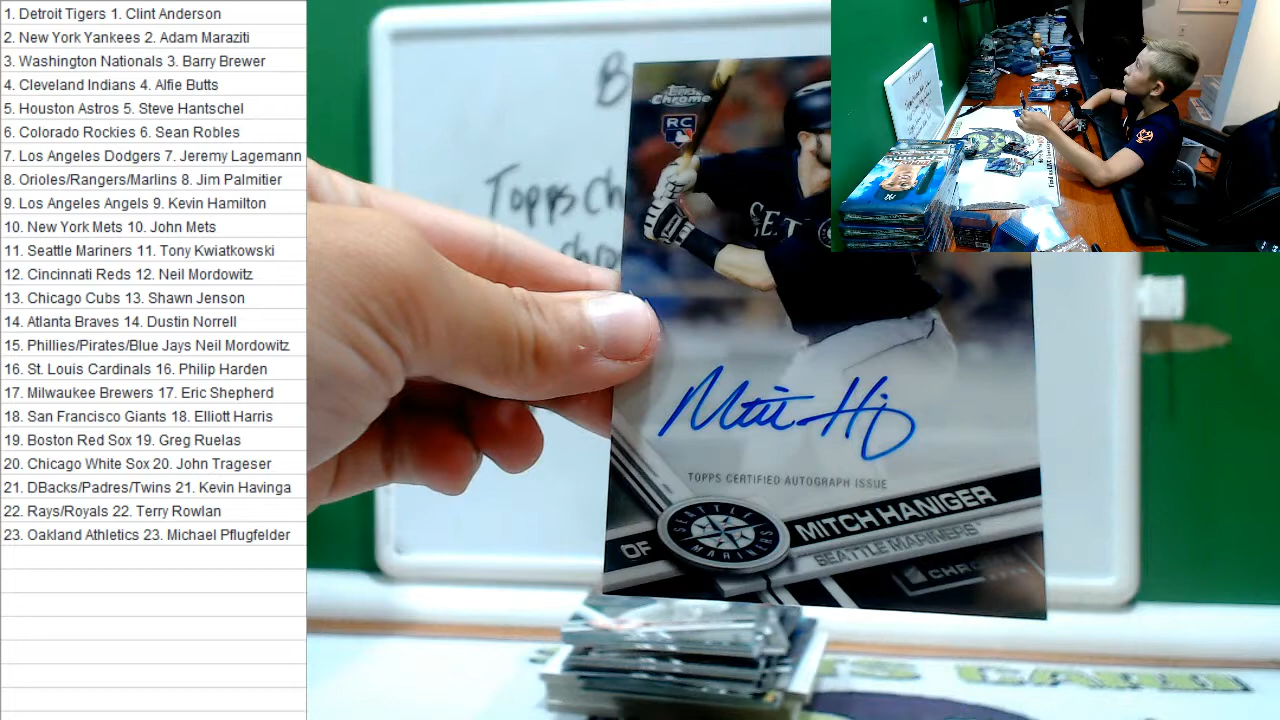 1. Detroit Tigers 1. Clint Anderson
2. New York Yankees 2. Adam Maraziti
3. Washington Nationals 3. Barry Brewer
4. Cleveland Indians 4. Alfie Butts
5. Houston Astros 5. Steve Hantschel
6. Colorado Rockies 6. Sean Robles
7. Los Angeles Dodgers 7. Jeremy Lagemann
8. Orioles/Rangers/Marlins 8. Jim Palmitier
9. Los Angeles Angels 9. Kevin Hamilton
10. New York Mets 10. John Mets
11. Seattle Mariners 11. Tony Kwiatkowski
12. Cincinnati Reds 12. Neil Mordowitz
13. Chicago Cubs 13. Shawn Jenson
14. Atlanta Braves 14. Dustin Norrell
15. Phillies/Pirates/Blue Jays Neil Mordowitz
16. St. Louis Cardinals 16. Philip Harden
17. Milwaukee Brewers 17. Eric Shepherd
18. San Francisco Giants 18. Elliott Harris
19. Boston Red Sox 19. Greg Ruelas
20. Chicago White Sox 20. John Trageser
21. DBacks/Padres/Twins 21. Kevin Havinga
22. Rays/Royals 22. Terry Rowlan
23. Oakland Athletics 23. Michael Pflugfelder
B
Topps Ch
Topps
Chrome
RC
SEAT
TOPPS CERTIFIED AUTOGRAPH ISSUE
SEATTLE
MARINERS
OF
MITCH HANIGER
SEATTLE MARINERS™
CHRO
CARD